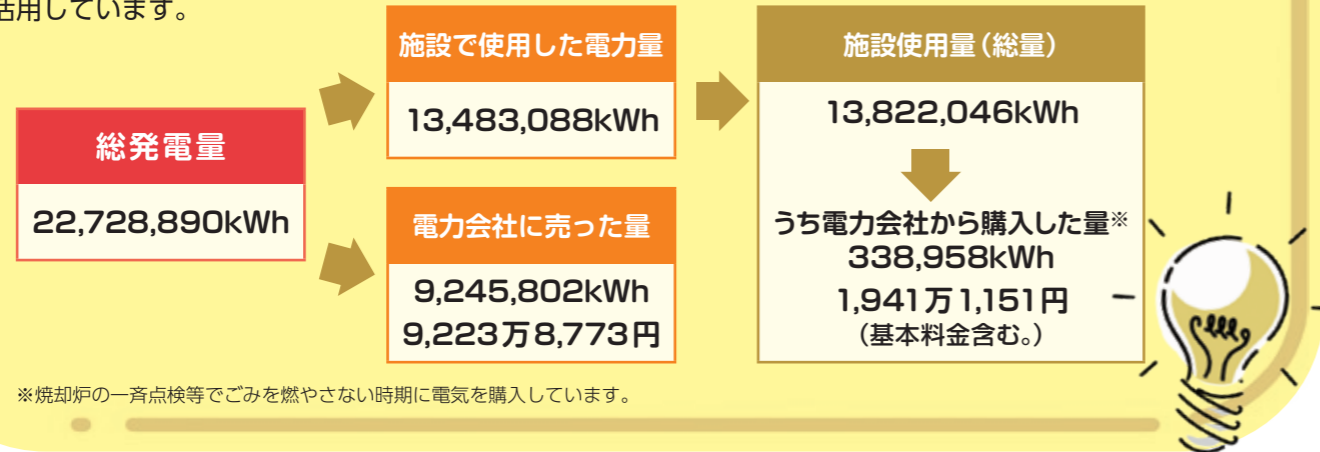 活用しています。
総発電量
22,728,890kWh
施設で使用した電力量
13,483,088kWh
電力会社に売った量
9,245,802kWh
9,223万8,773円
施設使用量(総量)
13,822,046kWh
うち電力会社から購入した量※
338,958kWh
1,941万1,151円
(基本料金含む。)
※焼却炉の一斉点検等でごみを燃やさない時期に電気を購入しています。